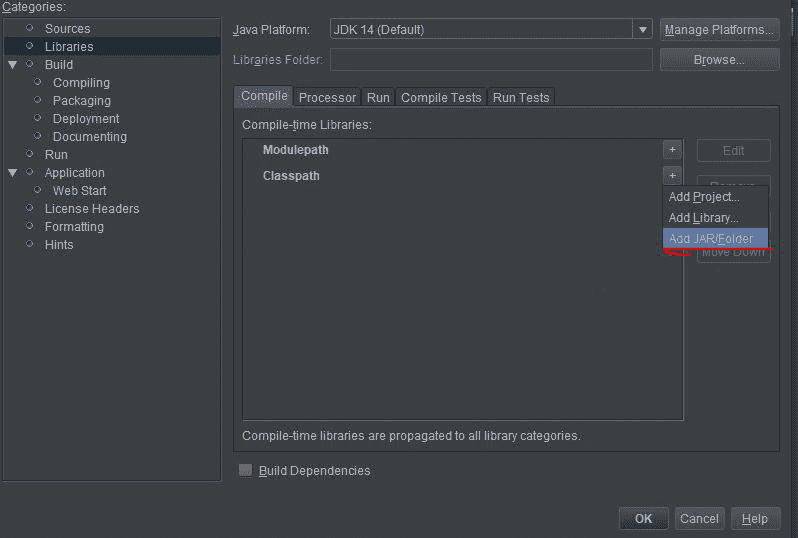 Categories:
Sources
Libraries
Build
Compiling
Packaging
Deployment
Documenting
Run
Application
Web Start
License Headers
Formatting
Hints
Java Platform: JDK 14 (Default) Manage Platforms...
Libraries Folder: Browse...
Compile Processor Run Compile Tests Run Tests
Compile-time Libraries:
Modulepath + Edit
Classpath +
Add Project...
Add Library...
Add JAR/Folder
Move Down
Compile-time libraries are propagated to all library categories.
Build Dependencies
OK Cancel Help